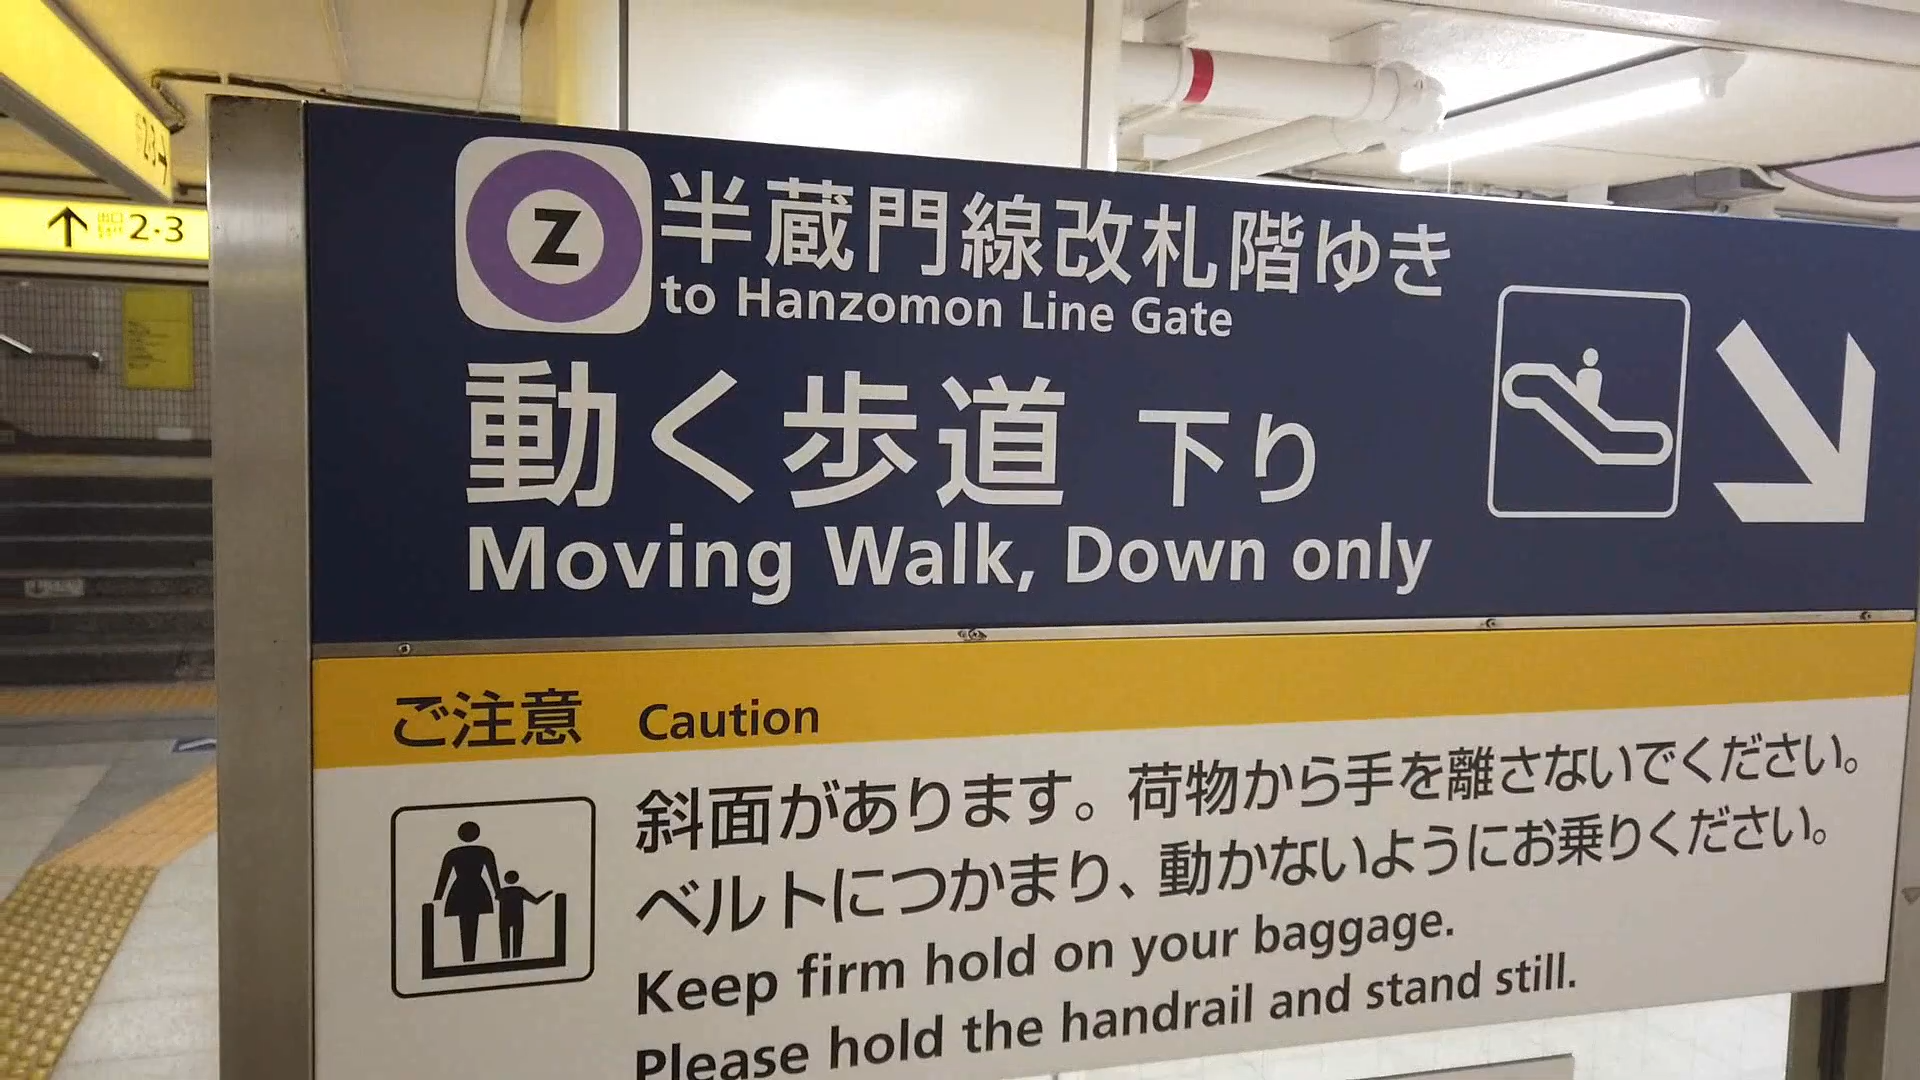 Z
半蔵門線改札階ゆき
to Hanzomon Line Gate
動く歩道 下り
Moving Walk, Down only
ご注意 Caution
斜面があります。荷物から手を離さないでください。
ベルトにつかまり、動かないようにお乗りください。
Keep firm hold on your baggage.
Please hold the handrail and stand still.
↑ 出口 2·3
2·3→